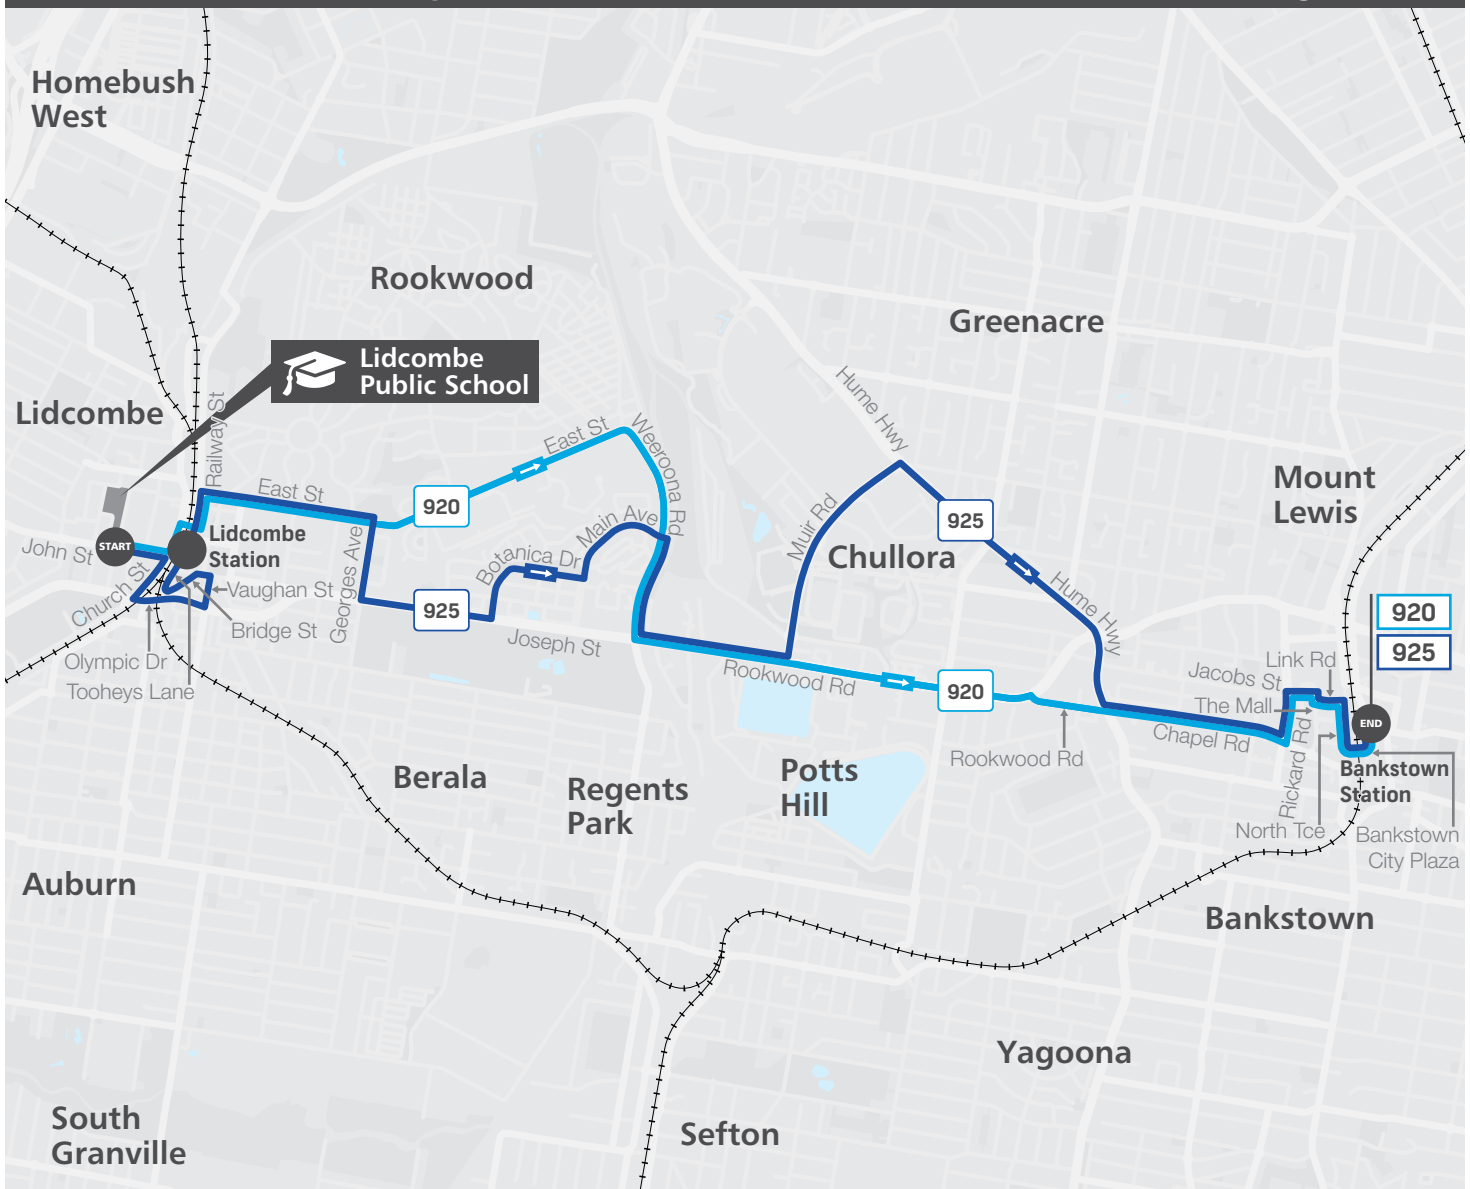 Homebush
West
Rookwood
Greenacre
Lidcombe
Public School
Lidcombe
Railway St
East St
Weeroona Rd
Hume Hwy
East St
920
Mount
Lewis
Muir Rd
925
Main Ave
Lidcombe
Station
START
John St
Georges Ave
Botanica Dr
Chullora
Church St
Vaughan St
925
Hume Hwy
920
Bridge St
Joseph St
925
Olympic Dr
Tooheys Lane
Rookwood Rd
920
Jacobs St
Link Rd
The Mall
END
Chapel Rd
Rookwood Rd
Rickard Rd
Bankstown
Station
Berala
Regents
Park
Potts
Hill
North Tce
Bankstown
City Plaza
Auburn
Bankstown
Yagoona
South
Granville
Sefton